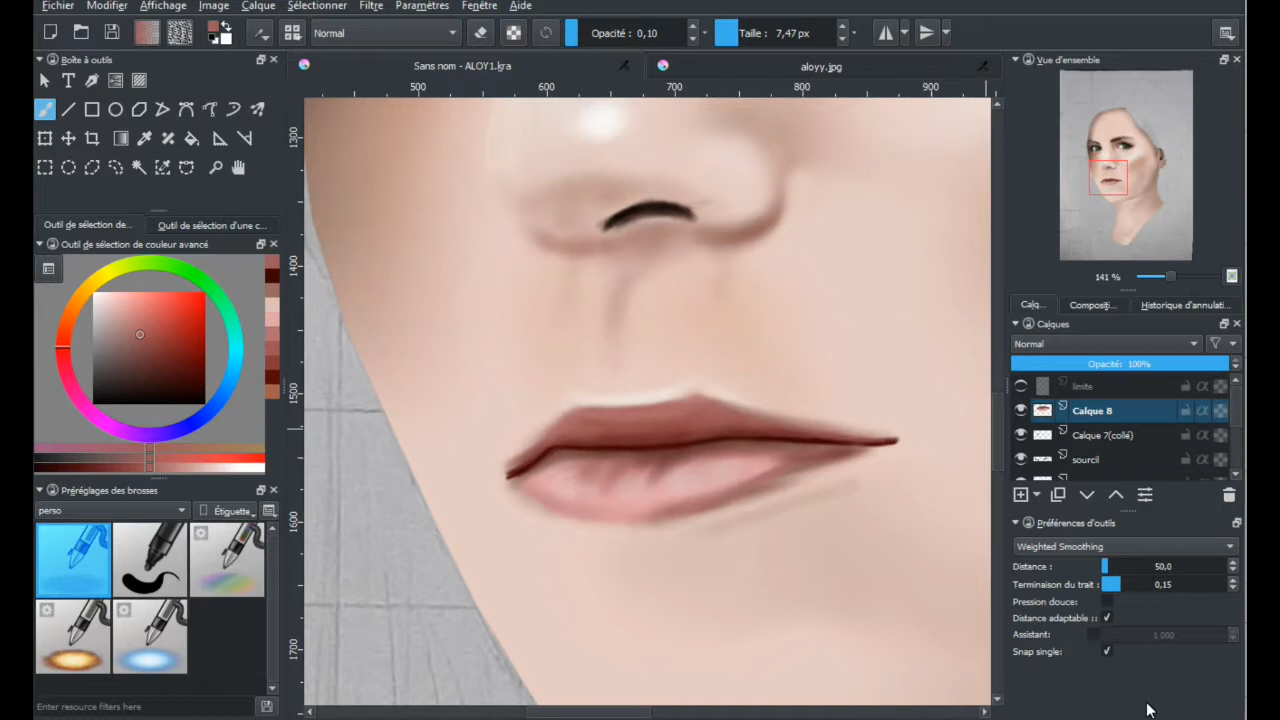 Fichier Modifier Affichage Image Calque Sélectionner Filtre Paramètres Fenêtre Aide
Normal Opacité : 0,10 Taille : 7,47 px
Boîte à outils
Sans nom - ALOY1.kra
aloyy.jpg
Vue d'ensemble
500 600 700 800 900
1300
1400
1500
1600
1700
Outil de sélection de... Outil de sélection d'une c...
Outil de sélection de couleur avancé
141 %
Calq... Compositi... Historique d'annulati...
Calques
Normal
Opacité: 100%
limite
Calque 8
Calque 7(collé)
sourcil
Préréglages des brosses
perso Étiquette
Enter resource filters here
Préférences d'outils
Weighted Smoothing
Distance : 50,0
Terminaison du trait : 0,15
Pression douce:
Distance adaptable ::
Assistant: 1 000
Snap single: